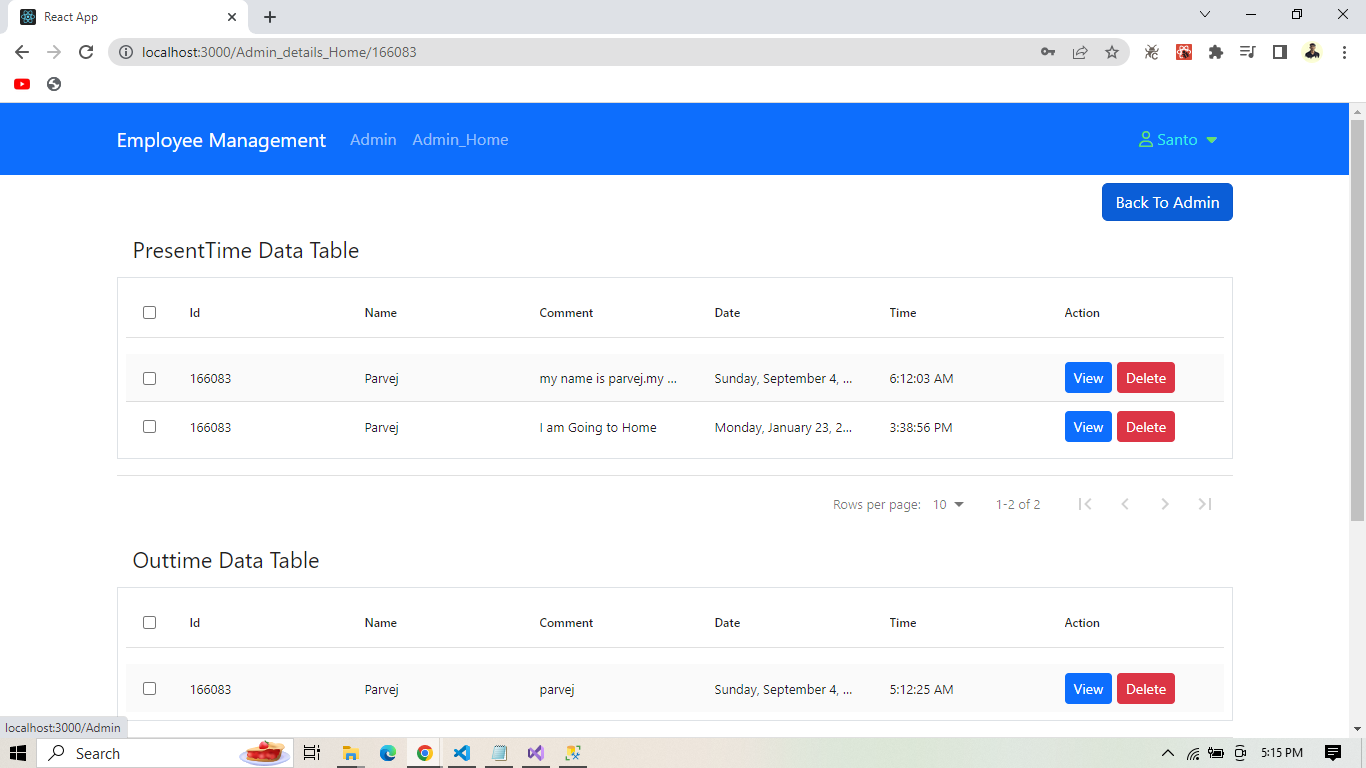 React App
localhost:3000/Admin_details_Home/166083
Employee Management Admin Admin_Home Santo
Back To Admin
PresentTime Data Table
Id Name Comment Date Time Action
166083 Parvej my name is parvej.my ... Sunday, September 4, ... 6:12:03 AM View Delete
166083 Parvej I am Going to Home Monday, January 23, 2... 3:38:56 PM View Delete
Rows per page: 10 1-2 of 2
Outtime Data Table
Id Name Comment Date Time Action
166083 Parvej parvej Sunday, September 4, ... 5:12:25 AM View Delete
localhost:3000/Admin
Search 5:15 PM